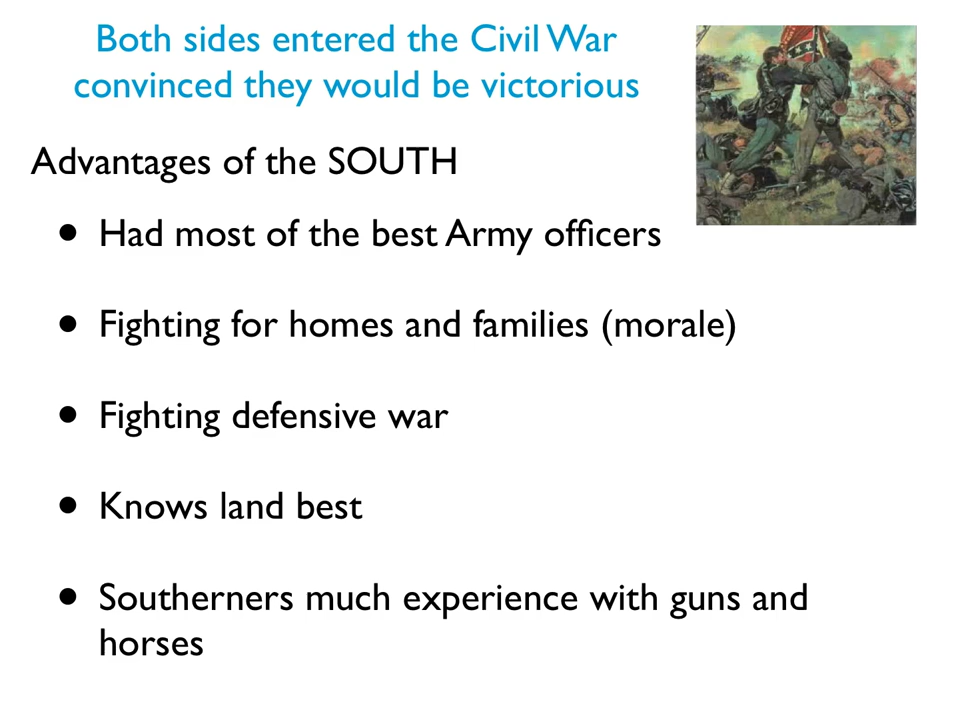 Both sides entered the Civil War
convinced they would be victorious
Advantages of the SOUTH
• Had most of the best Army officers
• Fighting for homes and families (morale)
• Fighting defensive war
• Knows land best
• Southerners much experience with guns and
horses